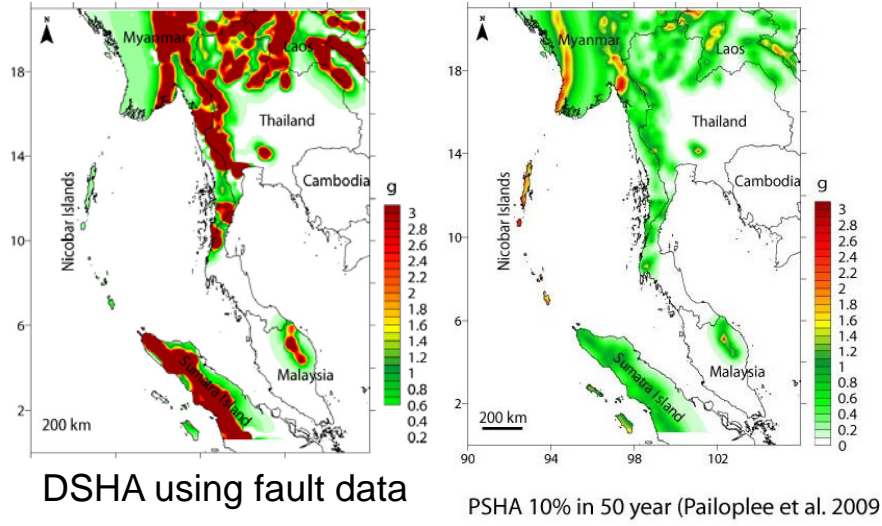 N
Myanmar
Laos
18
Thailand
14
Cambodia
g
Nicobar Islands
3
2.8
2.6
2.4
2.2
2
1.8
1.6
1.4
1.2
1
0.8
0.6
0.4
0.2
10
6
Sumatra Island
Malaysia
2
200 km
DSHA using fault data
N
Myanmar
Laos
18
Thailand
14
Cambodia
g
Nicobar Islands
3
2.8
2.6
2.4
2.2
2
1.8
1.6
1.4
1.2
1
0.8
0.6
0.4
0.2
0
10
6
Sumatra Island
Malaysia
2
200 km
90
94
98
102
PSHA 10% in 50 year (Pailoplee et al. 2009